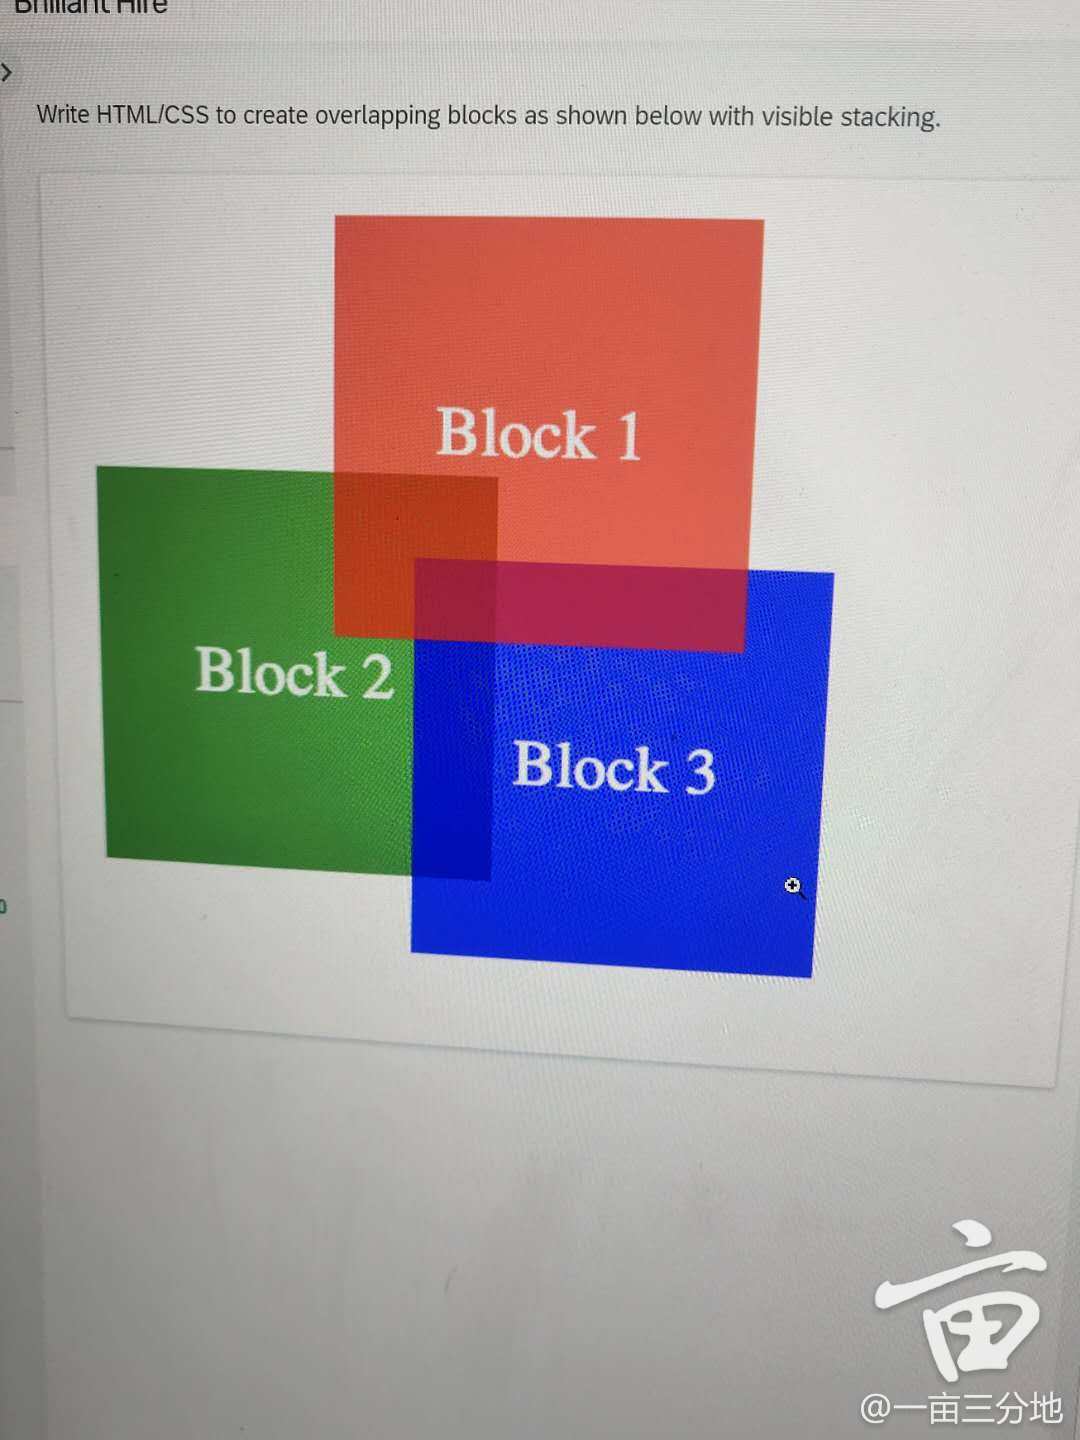 Brilliant Hire
Write HTML/CSS to create overlapping blocks as shown below with visible stacking.
Block 1
Block 2
Block 3
亩
@一亩三分地